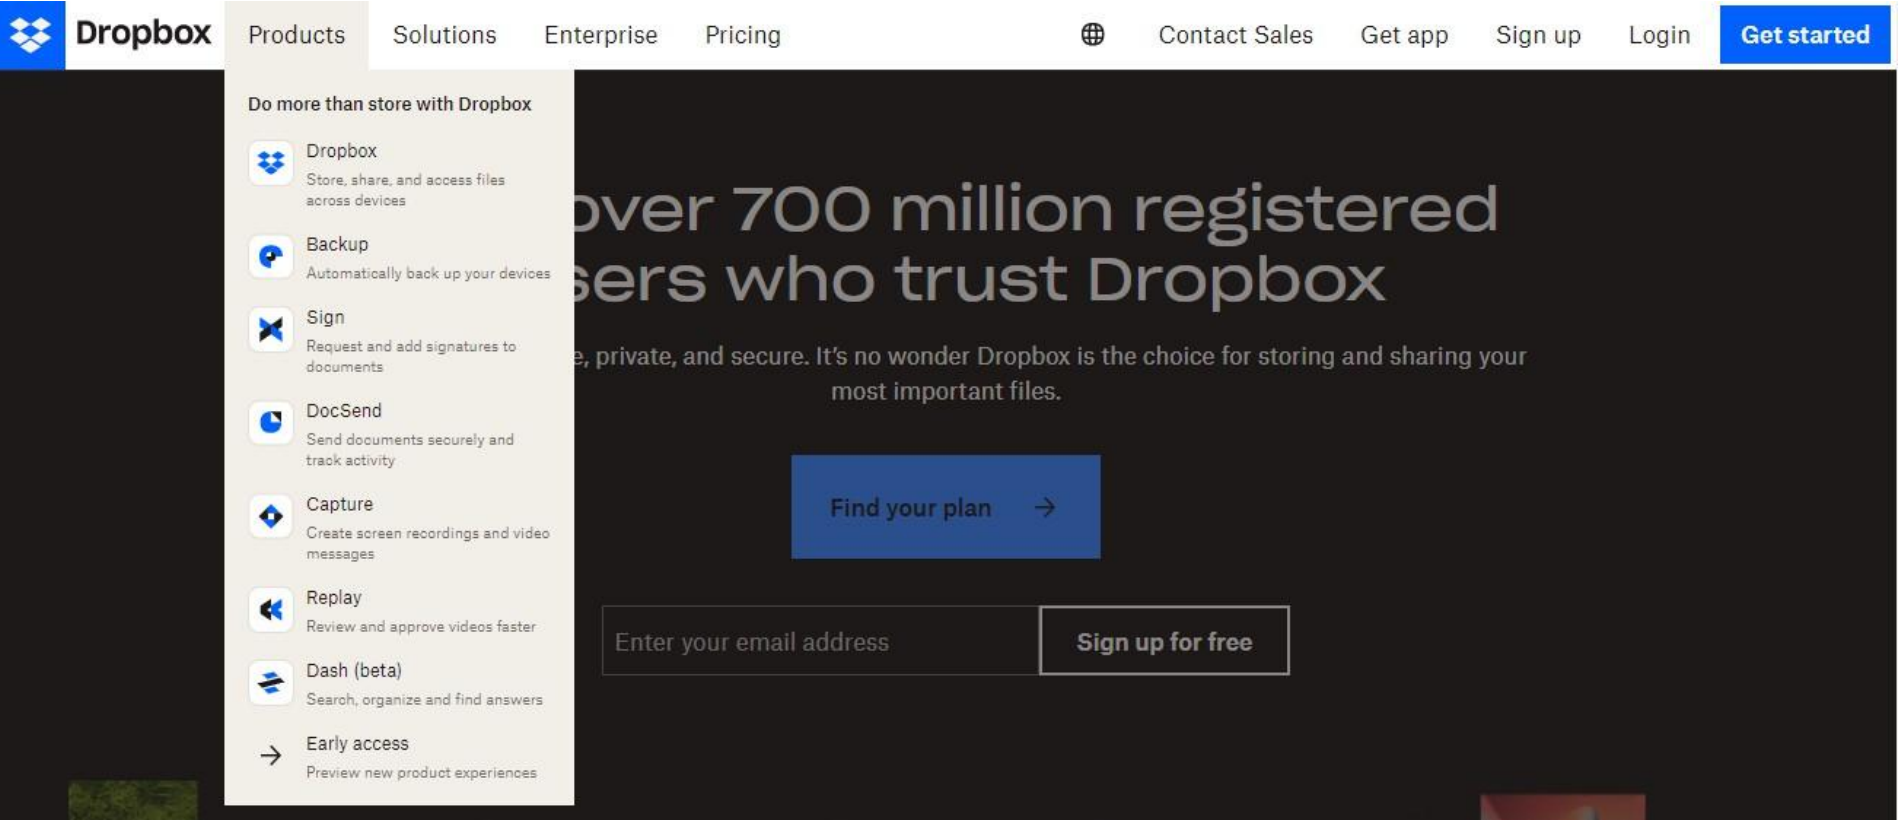 Dropbox
Products
Solutions
Enterprise
Pricing
Contact Sales
Get app
Sign up
Login
Get started
Do more than store with Dropbox
Dropbox
Store, share, and access files
across devices
Backup
Automatically back up your devices
Sign
Request and add signatures to
documents
DocSend
Send documents securely and
track activity
Capture
Create screen recordings and video
messages
Replay
Review and approve videos faster
Dash (beta)
Search, organize and find answers
Early access
Preview new product experiences
over 700 million registered
sers who trust Dropbox
e, private, and secure. It’s no wonder Dropbox is the choice for storing and sharing your
most important files.
Find your plan
Enter your email address
Sign up for free